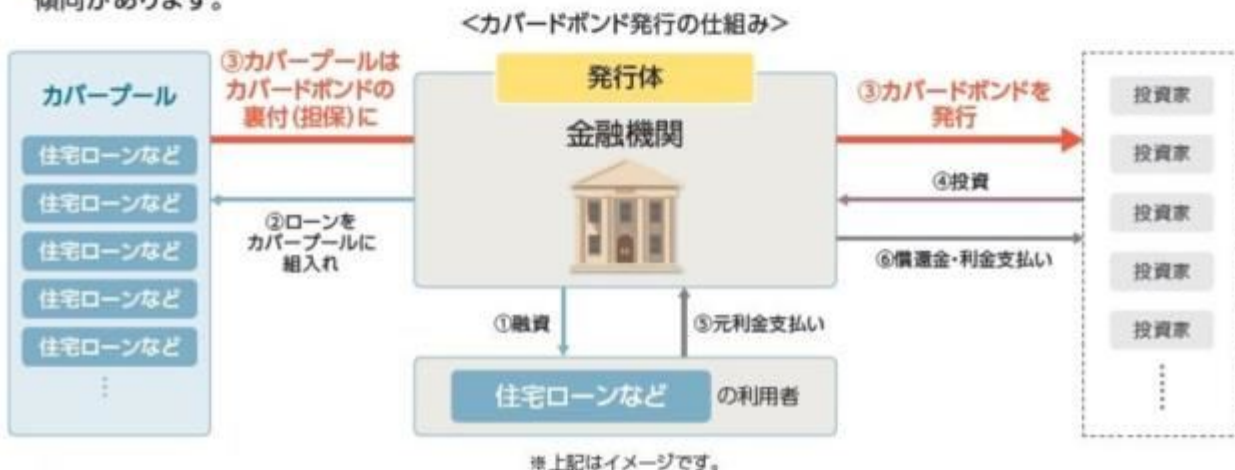 傾向があります。
<カバードボンド発行の仕組み>
カバープール
住宅ローンなど
住宅ローンなど
住宅ローンなど
住宅ローンなど
住宅ローンなど
③カバープールは
カバードボンドの
裏付(担保)に
②ローンを
カバープールに
組入れ
発行体
金融機関
①融資
⑤元利金支払い
住宅ローンなど の利用者
③カバードボンドを
発行
④投資
⑥償還金・利金支払い
投資家
投資家
投資家
投資家
投資家
※上記はイメージです。